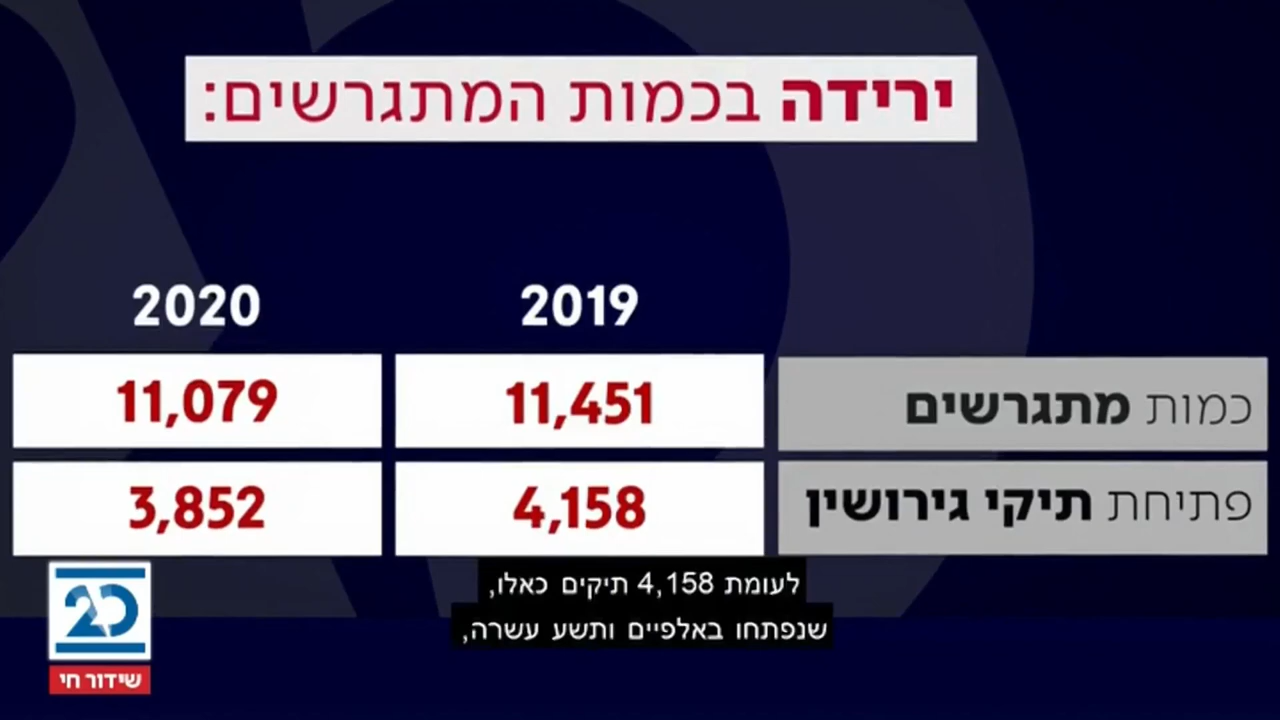 ירידה בכמות המתגרשים:
2019 2020
כמות מתגרשים 11,451 11,079
פתיחת תיקי גירושין 4,158 3,852
לעומת 4,158 תיקים כאלו,
שנפתחו באלפיים ותשע עשרה,
20
שידור חי